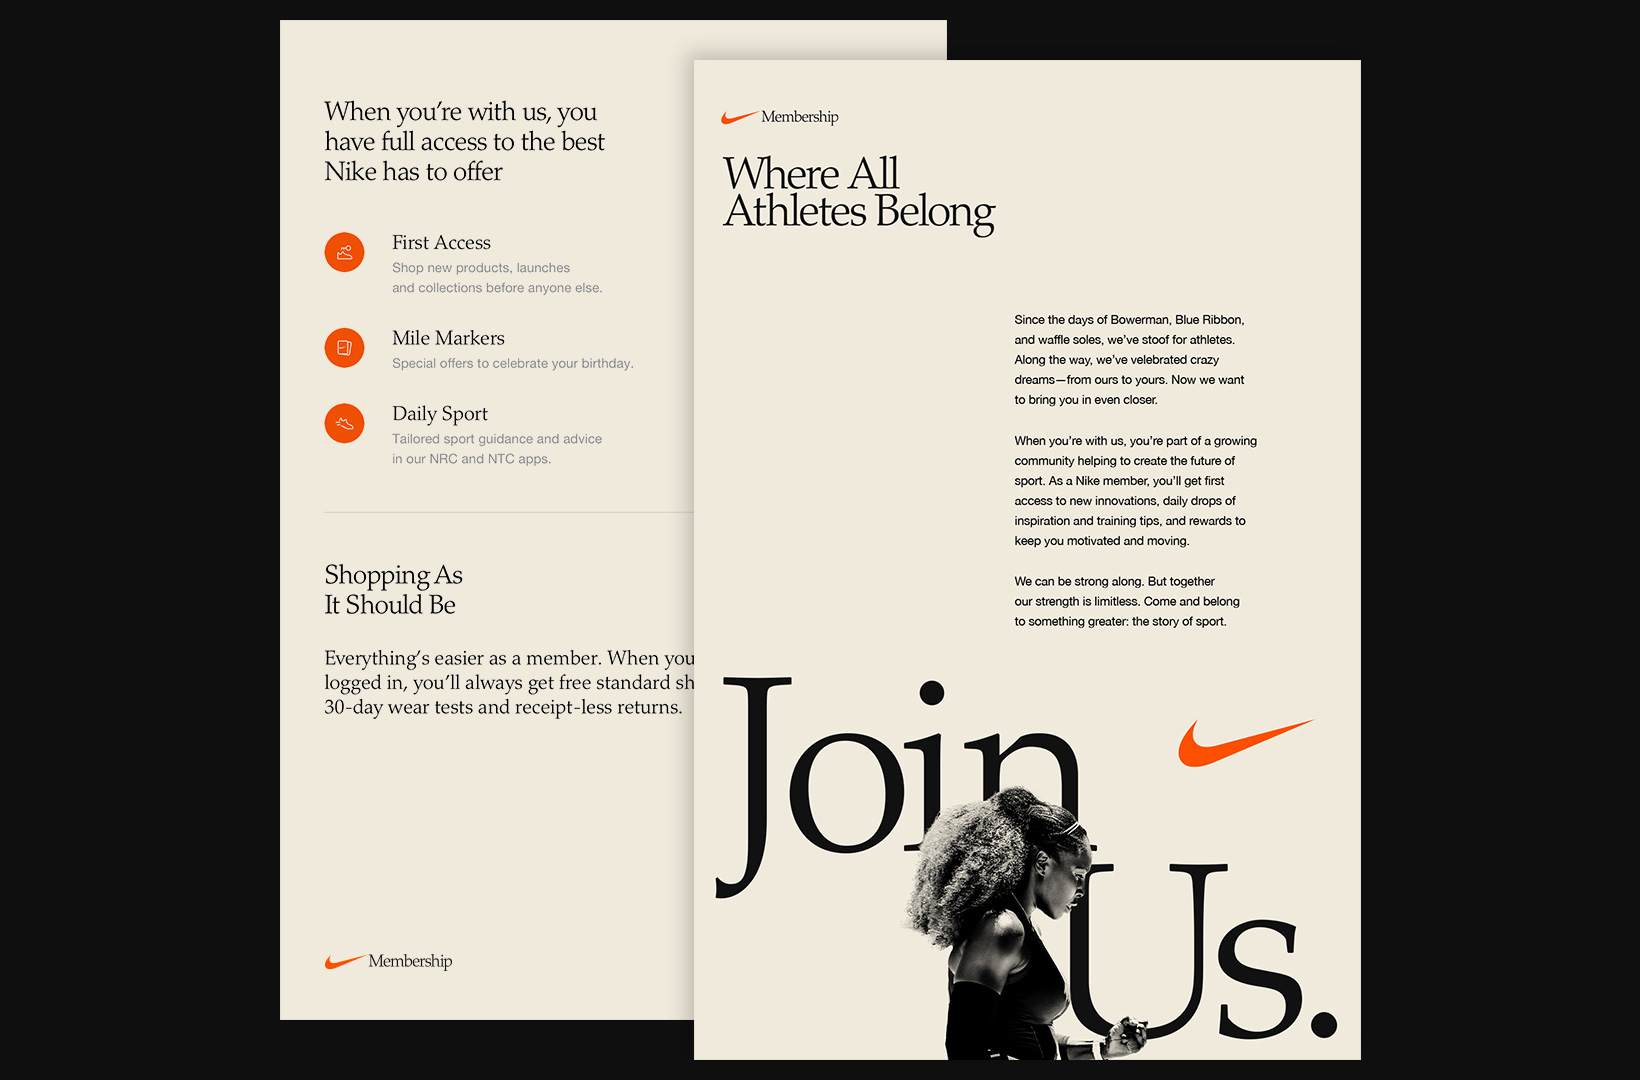 When you’re with us, you
have full access to the best
Nike has to offer
First Access
Shop new products, launches
and collections before anyone else.
Mile Markers
Special offers to celebrate your birthday.
Daily Sport
Tailored sport guidance and advice
in our NRC and NTC apps.
Shopping As
It Should Be
Everything’s easier as a member. When you
logged in, you’ll always get free standard sh
30-day wear tests and receipt-less returns.
Membership
Membership
Where All
Athletes Belong
Since the days of Bowerman, Blue Ribbon,
and waffle soles, we’ve stoof for athletes.
Along the way, we’ve velebrated crazy
dreams—from ours to yours. Now we want
to bring you in even closer.
When you’re with us, you’re part of a growing
community helping to create the future of
sport. As a Nike member, you’ll get first
access to new innovations, daily drops of
inspiration and training tips, and rewards to
keep you motivated and moving.
We can be strong along. But together
our strength is limitless. Come and belong
to something greater: the story of sport.
Join
Us.